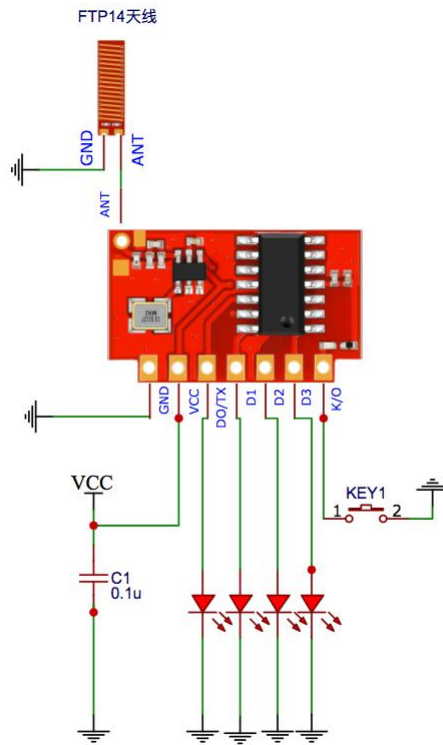 FTP14天线
GND
ANT
ANT
GND
VCC
DO/TX
D1
D2
D3
K/O
VCC
C1
0.1u
KEY1
1
2